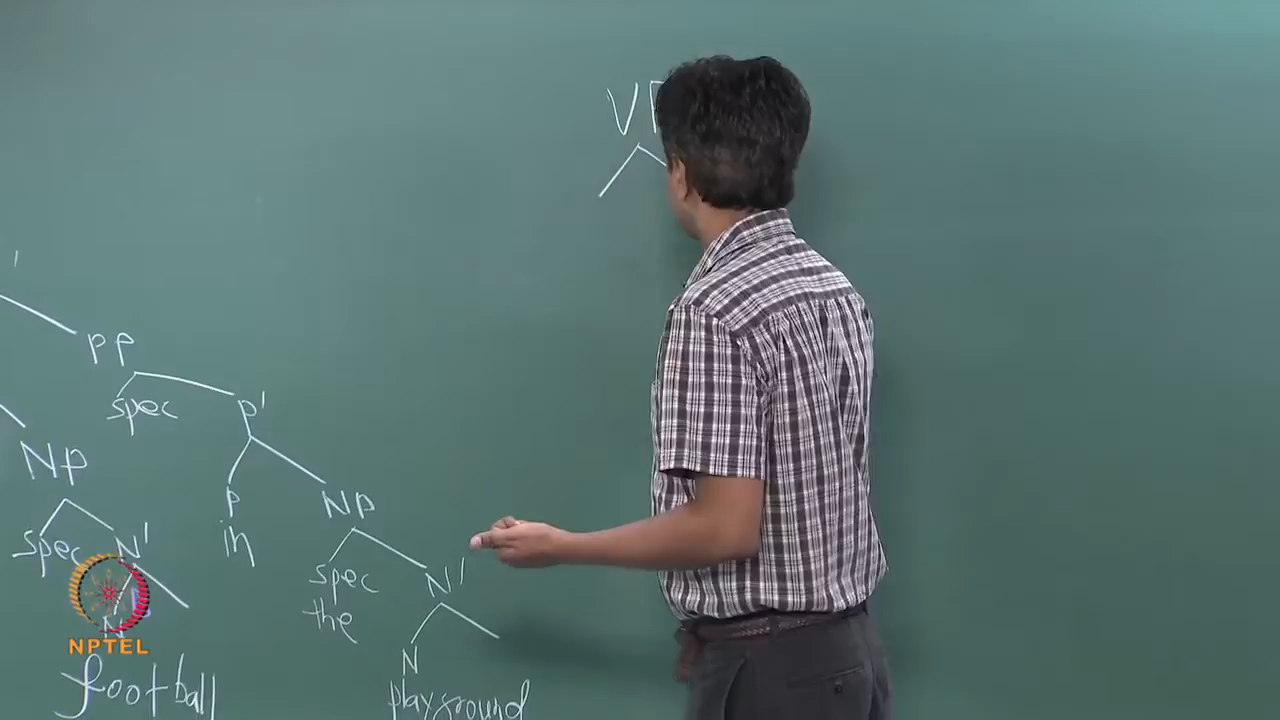 VP
'
PP
spec
P'
NP
P
NP
spec
N'
in
spec
N'
the
N
N
football
playground
NPTEL